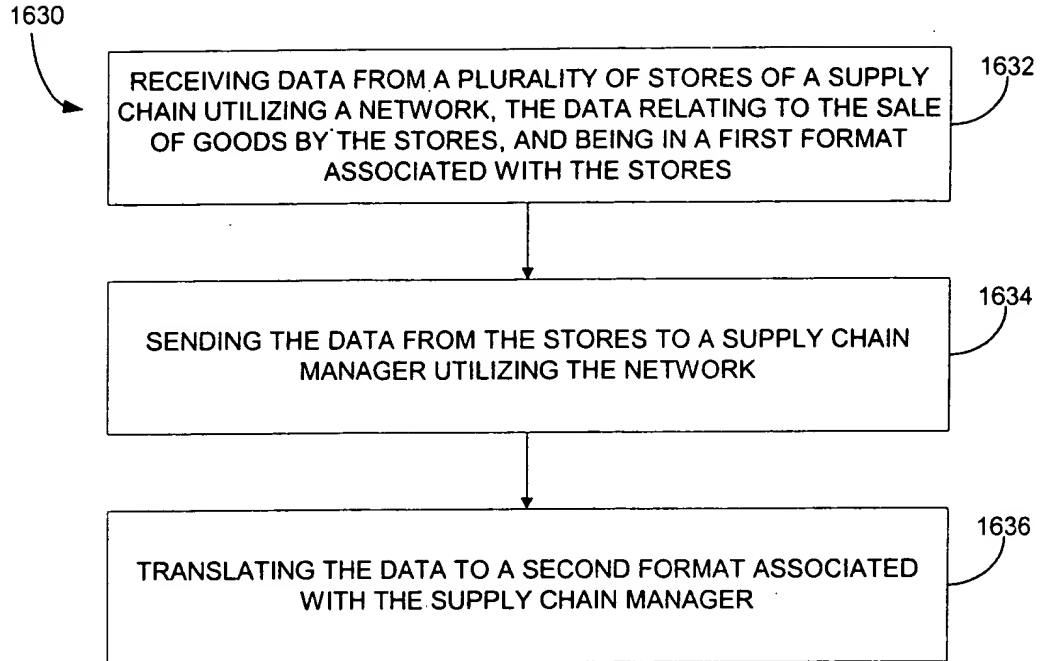 1630
RECEIVING DATA FROM A PLURALITY OF STORES OF A SUPPLY
CHAIN UTILIZING A NETWORK, THE DATA RELATING TO THE SALE
OF GOODS BY THE STORES, AND BEING IN A FIRST FORMAT
ASSOCIATED WITH THE STORES
1632
SENDING THE DATA FROM THE STORES TO A SUPPLY CHAIN
MANAGER UTILIZING THE NETWORK
1634
TRANSLATING THE DATA TO A SECOND FORMAT ASSOCIATED
WITH THE SUPPLY CHAIN MANAGER
1636